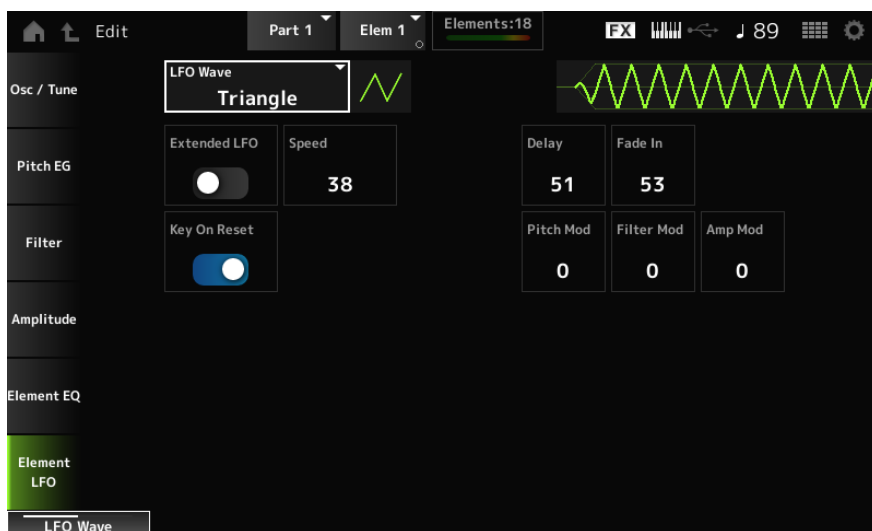 Edit
Part 1
Elem 1
Elements:18
FX
89
Osc / Tune
Pitch EG
Filter
Amplitude
Element EQ
Element
LFO
LFO Wave
Triangle
Extended LFO
Speed
38
Delay
51
Fade In
53
Key On Reset
Pitch Mod
0
Filter Mod
0
Amp Mod
0
LFO Wave